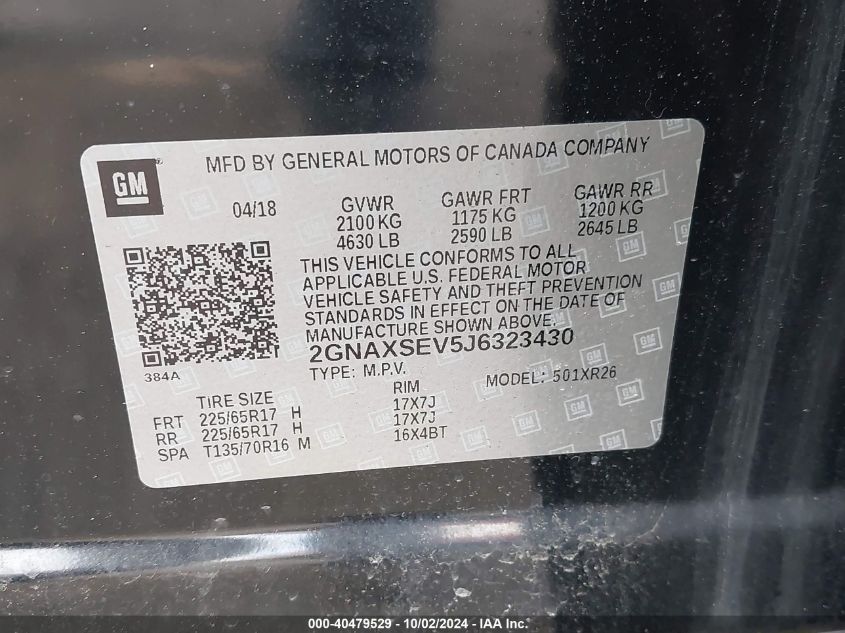 GM
MFD BY GENERAL MOTORS OF CANADA COMPANY
04/18 GVWR GAWR FRT GAWR RR
2100 KG 1175 KG 1200 KG
4630 LB 2590 LB 2645 LB
THIS VEHICLE CONFORMS TO ALL
APPLICABLE U.S. FEDERAL MOTOR
VEHICLE SAFETY AND THEFT PREVENTION
STANDARDS IN EFFECT ON THE DATE OF
MANUFACTURE SHOWN ABOVE.
2GNAXSEV5J6323430
384A
TYPE: M.P.V. MODEL: 501XR26
TIRE SIZE RIM
FRT 225/65R17 H 17X7J
RR 225/65R17 H 17X7J
SPA T135/70R16 M 16X4BT
000-40479529 - 10/02/2024 - IAA Inc.